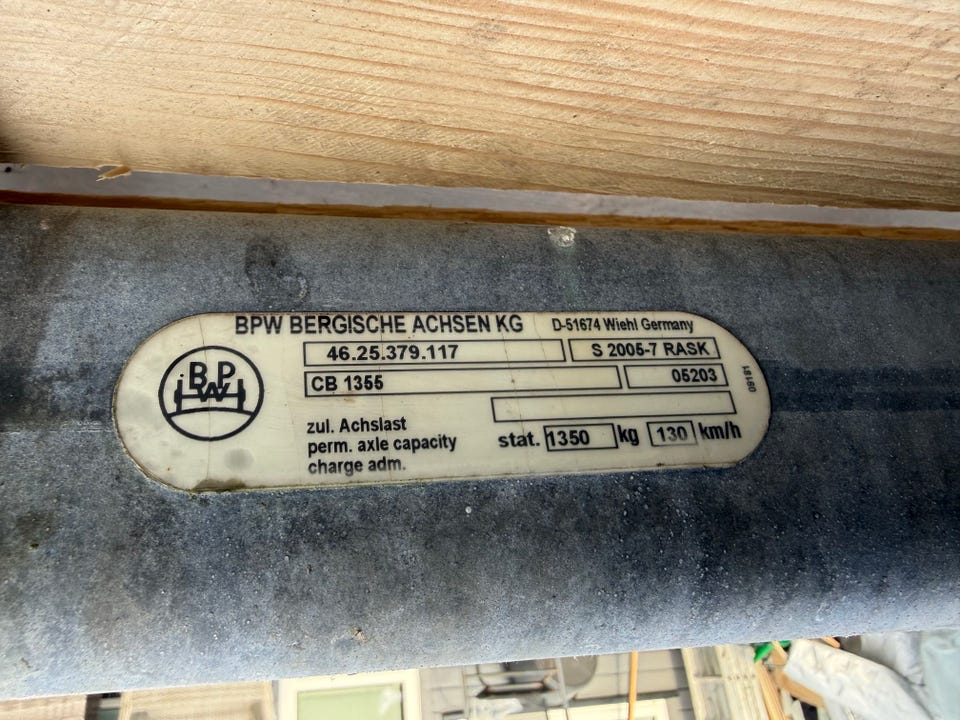 BPW BERGISCHE ACHSEN KG D-51674 Wiehl Germany
46.25.379.117 S 2005-7 RASK
CB 1355 05203
09181
BPW
zul. Achslast
perm. axle capacity stat. 1350 kg 130 km/h
charge adm.